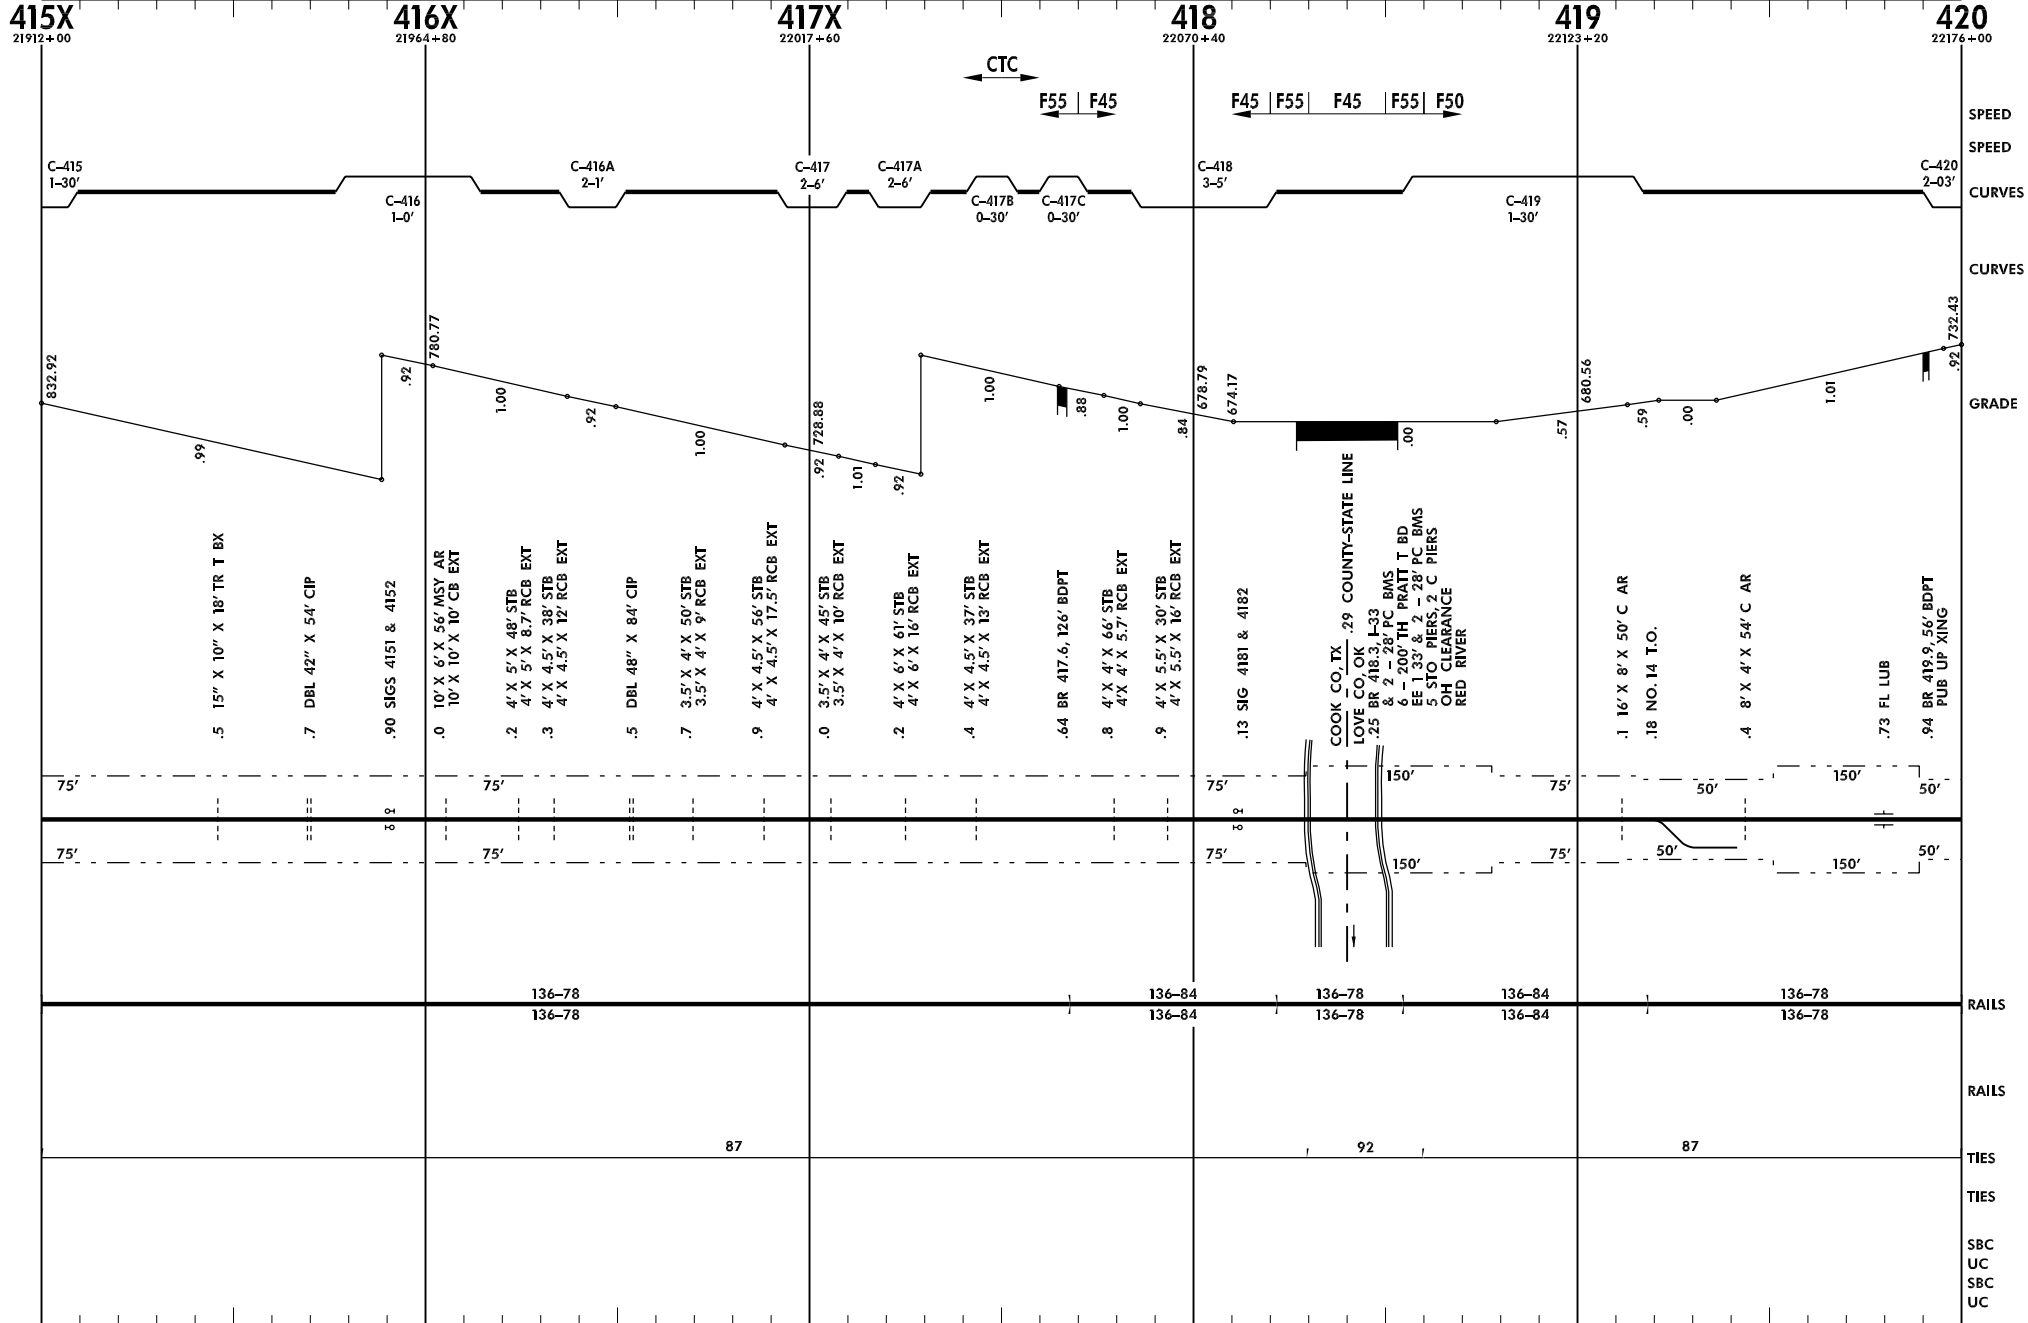 415X 416X 417X 418 419 420
21912+00 21964+80 22017+60 22070+40 22123+20 22176+00
CTC
F55 F45 F45 F55 F45 F55 F50
SPEED
SPEED
C–415
1–30'
C–416
1–0'
C–416A
2–1'
C–417
2–6'
C–417A
2–6'
C–417B
0–30'
C–417C
0–30'
C–418
3–5'
C–419
1–30'
C–420
2–03'
CURVES
CURVES
832.92
.99
.92
780.77
1.00
.92
1.00
728.88
.92
1.01
.92
1.00
.88
1.00
.84
678.79
674.17
.00
.57
680.56
.59
.00
1.01
.92
732.43
GRADE
.5 15" X 10" X 18' TR T BX
.7 DBL 42" X 54' CIP
.90 SIGS 4151 & 4152
.0 10' X 6' X 56' MSY AR
10' X 10' X 10' CB EXT
.2 4' X 5' X 48' STB
4' X 5' X 8.7' RCB EXT
.3 4' X 4.5' X 38' STB
4' X 4.5' X 12' RCB EXT
.5 DBL 48" X 84' CIP
.7 3.5' X 4' X 50' STB
3.5' X 4' X 9' RCB EXT
.9 4' X 4.5' X 56' STB
4' X 4.5' X 17.5' RCB EXT
.0 3.5' X 4' X 45' STB
3.5' X 4' X 10' RCB EXT
.2 4' X 6' X 61' STB
4' X 6' X 16' RCB EXT
.4 4' X 4.5' X 37' STB
4' X 4.5' X 13' RCB EXT
.64 BR 417.6, 126' BDPT
.8 4' X 4' X 66' STB
4'X 4' X 5.7' RCB EXT
.9 4' X 5.5' X 30' STB
4' X 5.5' X 16' RCB EXT
.13 SIG 4181 & 4182
COOK CO, TX
.29 COUNTY–STATE LINE
LOVE CO, OK
.25 BR 418.3, 1–33
& 2 – 28' PC BMS
6 – 200' TH PRATT T BD
EE 1 33' & 2 – 28' PC BMS
5 STO PIERS, 2 C PIERS
OH CLEARANCE
RED RIVER
.1 16' X 8' X 50' C AR
.18 NO. 14 T.O.
.4 8' X 4' X 54' C AR
.73 FL LUB
.94 BR 419.9, 56' BDPT
PUB UP XING
75' 75' 75' 150' 75' 50' 150' 50'
75' 75' 75' 150' 75' 50' 150' 50'
136–78 136–84 136–78 136–84 136–78
136–78 136–84 136–78 136–84 136–78
RAILS
RAILS
87 92 87
TIES
TIES
SBC
UC
SBC
UC